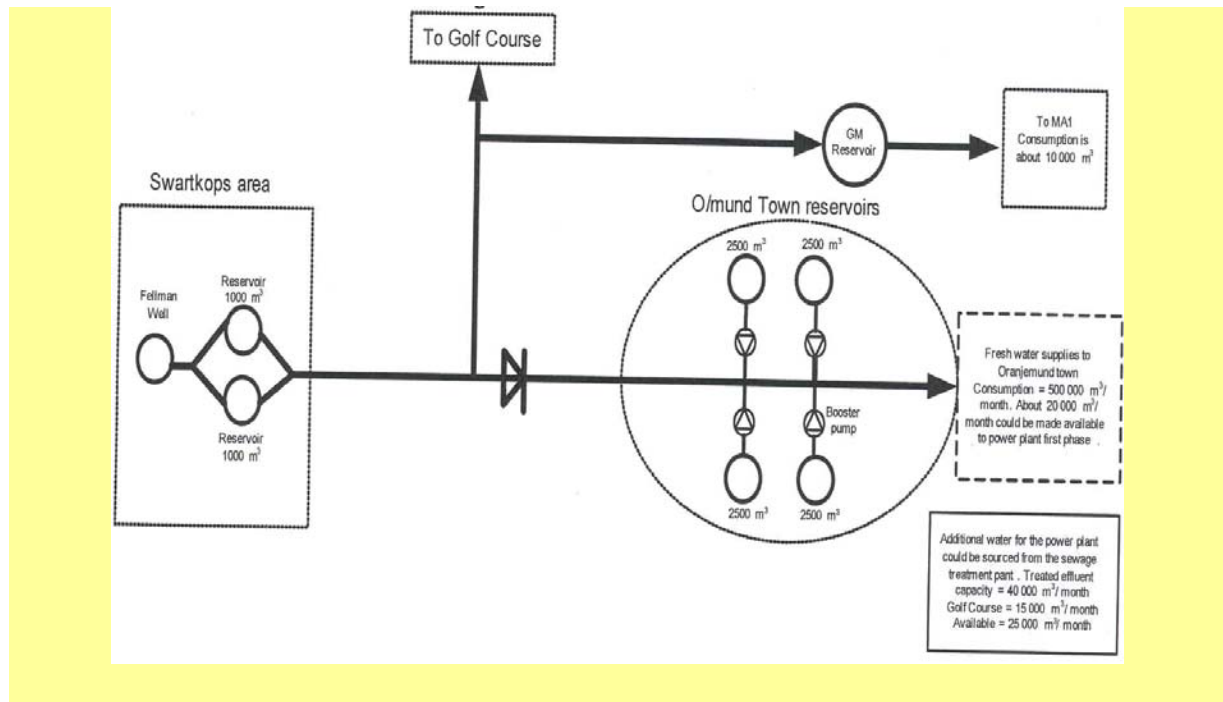 To Golf Course
GM
Reservoir
To MA1
Consumption is
about 10 000 m³
Swartkops area
O/mund Town reservoirs
2500 m³
2500 m³
Reservoir
1000 m³
Fellman
Well
Reservoir
1000 m³
Booster
pump
2500 m³
2500 m³
Fresh water supplies to
Oranjemund town
Consumption = 500 000 m³/
month. About 20 000 m³/
month could be made available
to power plant first phase .
Additional water for the power plant
could be sourced from the sewage
treatment pant . Treated effluent
capacity = 40 000 m³/ month
Golf Course = 15 000 m³/ month
Available = 25 000 m³/ month